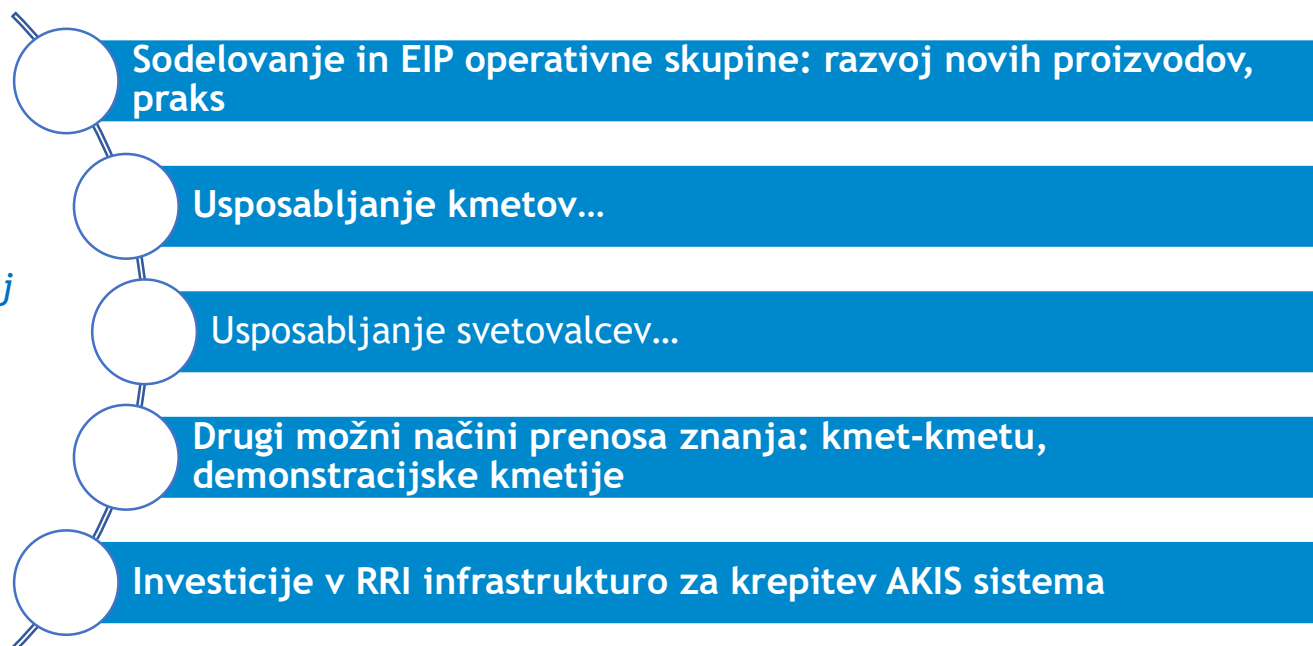 Sodelovanje in EIP operativne skupine: razvoj novih proizvodov,
praks
Usposabljanje kmetov…
j
Usposabljanje svetovalcev…
Drugi možni načini prenosa znanja: kmet-kmetu,
demonstracijske kmetije
Investicije v RRI infrastrukturo za krepitev AKIS sistema